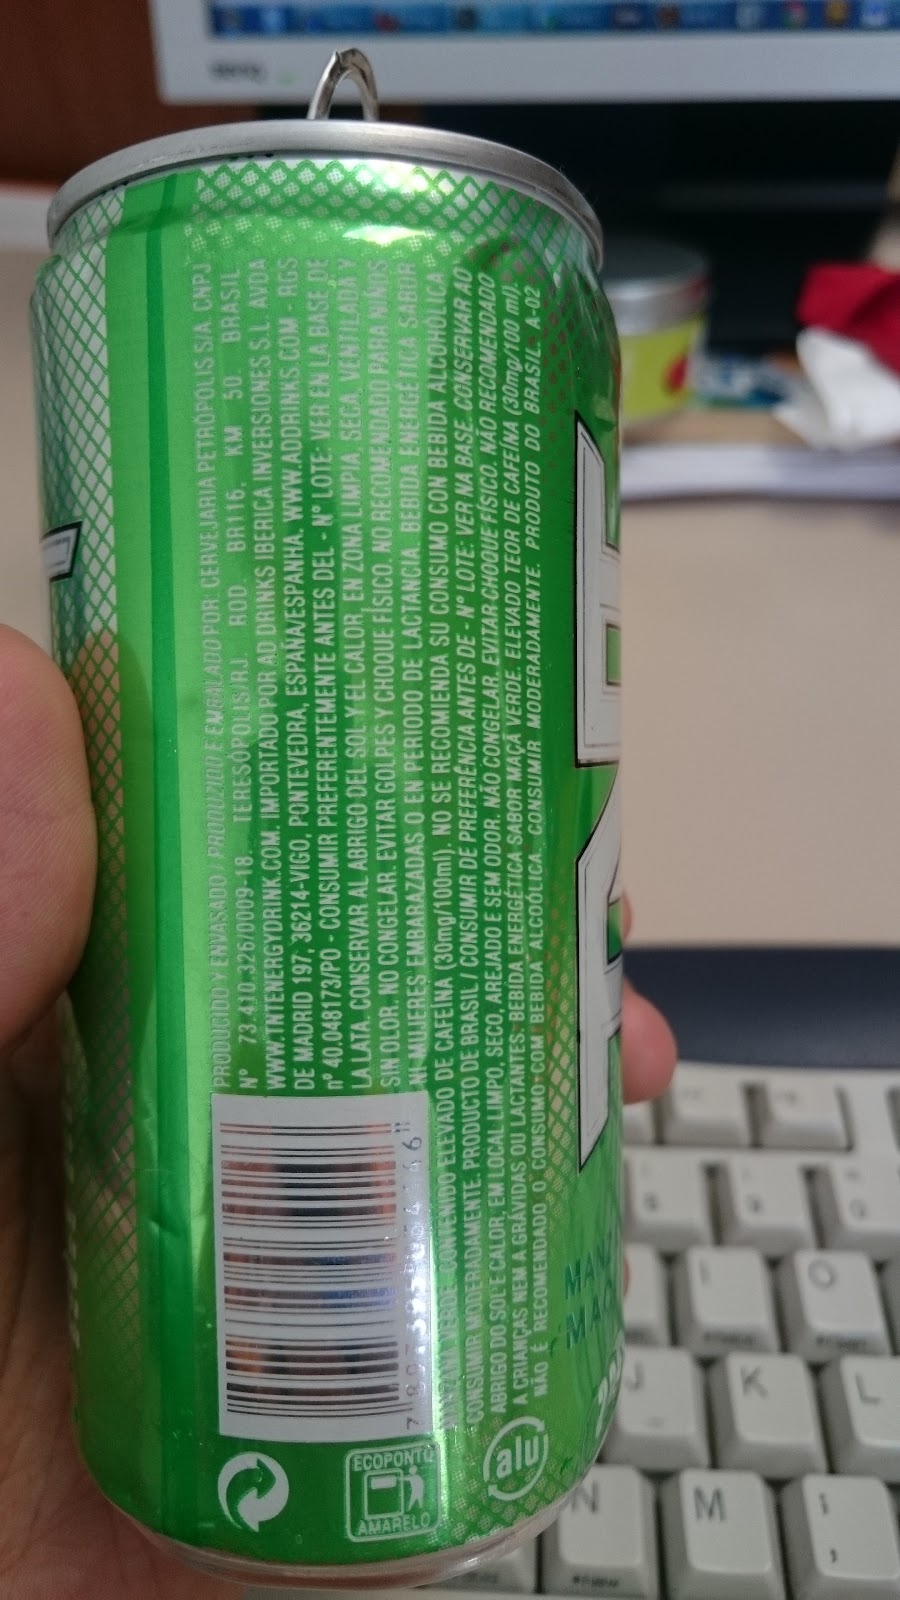 PRODUCIDO Y ENVASADO / PRODUZIDO E EMBALADO POR: CERVEJARIA PETRÓPOLIS S/A. CNPJ
Nº 73.410.326/0009-18. TERESÓPOLIS/RJ. ROD BR116, KM 50 BRASIL
WWW.TNTENERGYDRINK.COM. IMPORTADO POR AD DRINKS IBERICA INVERSIONES S.L. AVDA
DE MADRID 197, 36214-VIGO, PONTEVEDRA, ESPAÑA/ESPANHA. WWW.ADDRINKS.COM - RGS
nº 40.048173/PO - CONSUMIR PREFERENTEMENTE ANTES DEL - Nº LOTE: VER EN LA BASE DE
LA LATA. CONSERVAR AL ABRIGO DEL SOL Y EL CALOR, EN ZONA LIMPIA, SECA, VENTILADA Y
SIN OLOR. NO CONGELAR. EVITAR GOLPES Y CHOQUE FÍSICO. NO RECOMENDADO PARA NIÑOS
NI MUJERES EMBARAZADAS O EN PERIODO DE LACTANCIA. BEBIDA ENERGÉTICA SABOR
MANZANA VERDE. CONTENIDO ELEVADO DE CAFEÍNA (30mg/100ml). NO SE RECOMIENDA SU CONSUMO CON BEBIDA ALCOHÓLICA
CONSUMIR MODERADAMENTE. PRODUCTO DE BRASIL / CONSUMIR DE PREFERÊNCIA ANTES DE - Nº LOTE: VER NA BASE. CONSERVAR AO
ABRIGO DO SOL E CALOR, EM LOCAL LIMPO, SECO, AREJADO E SEM ODOR. NÃO CONGELAR. EVITAR CHOQUE FÍSICO. NÃO RECOMENDADO
A CRIANÇAS NEM A GRÁVIDAS OU LACTANTES. BEBIDA ENERGÉTICA SABOR MAÇÃ VERDE. ELEVADO TEOR DE CAFEÍNA (30mg/100 ml).
NÃO É RECOMENDADO O CONSUMO COM BEBIDA ALCOÓLICA. CONSUMIR MODERADAMENTE. PRODUTO DO BRASIL. A-02
ECOPONTO
AMARELO
alu
BENQ
I
O
J
K
L
N
M
;
,